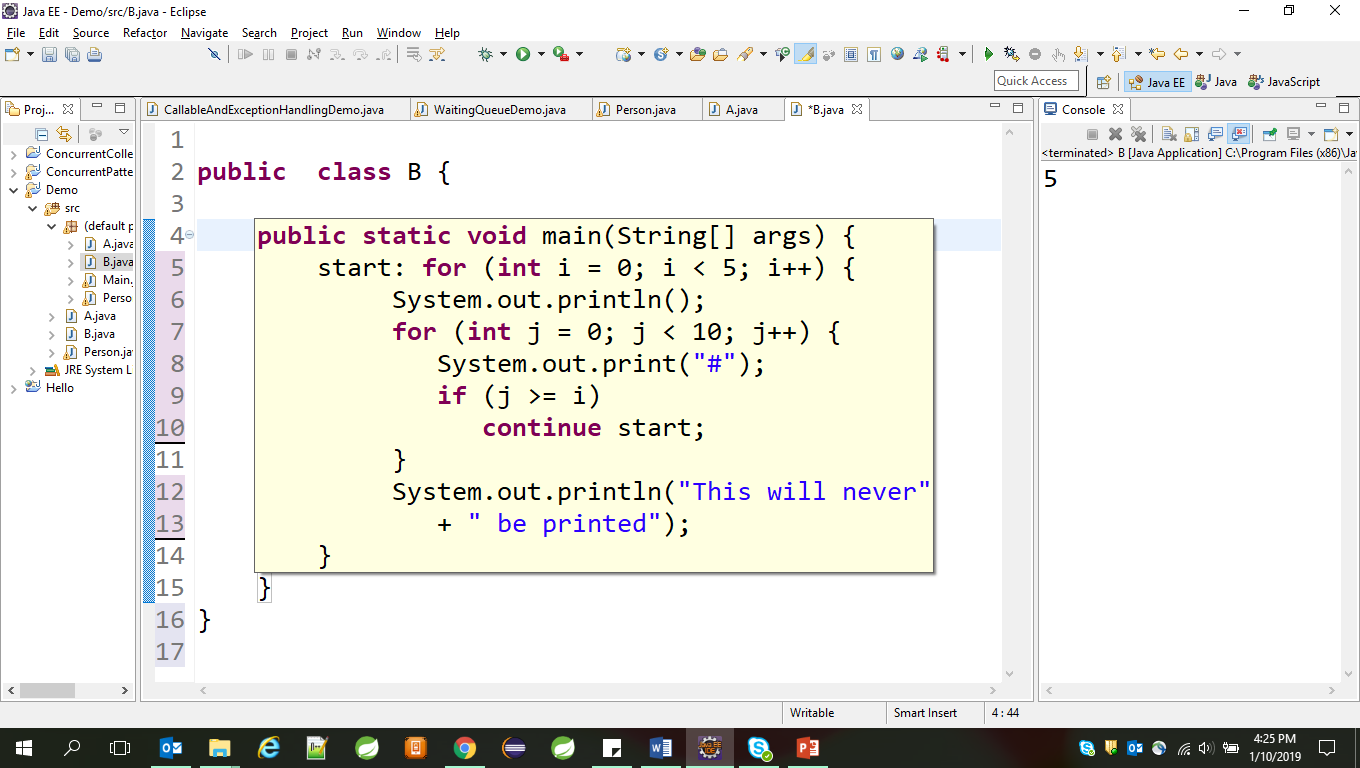 Java EE - Demo/src/B.java - Eclipse
File Edit Source Refactor Navigate Search Project Run Window Help
Quick Access
Java EE
Java
JavaScript
Proj...
CallableAndExceptionHandlingDemo.java
WaitingQueueDemo.java
Person.java
A.java
*B.java
Console
<terminated> B [Java Application] C:\Program Files (x86)\Ja
5
ConcurrentColle
ConcurrentPatte
Demo
src
(default p
A.java
B.java
Main.
Perso
A.java
B.java
Person.ja
JRE System L
Hello
1
2 public  class B {
3
4 public static void main(String[] args) {
5 start: for (int i = 0; i < 5; i++) {
6 System.out.println();
7 for (int j = 0; j < 10; j++) {
8 System.out.print("#");
9 if (j >= i)
10 continue start;
11 }
12 System.out.println("This will never"
13 + " be printed");
14 }
15 }
16 }
17
Writable
Smart Insert
4 : 44
4:25 PM
1/10/2019